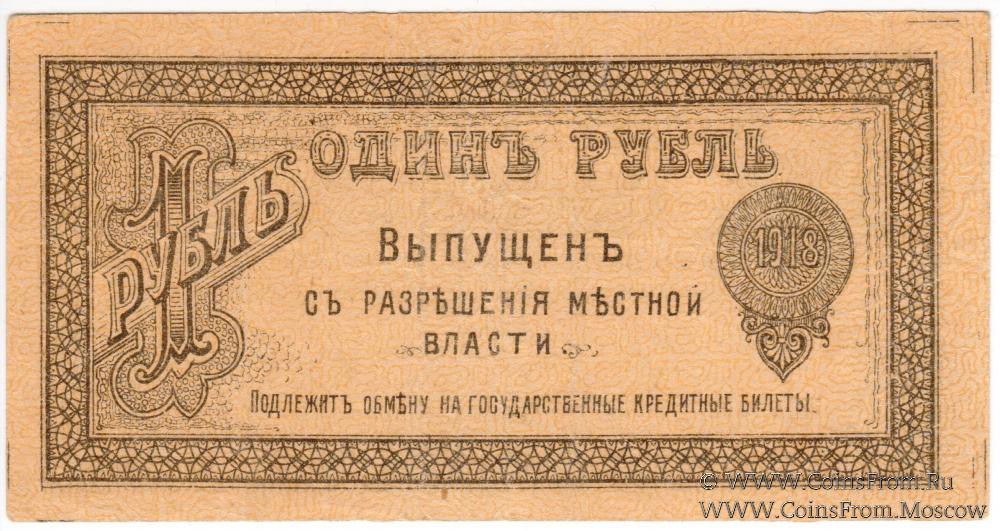 ОДИНЪ РУБЛЬ.
1
РУБЛЬ
ВЫПУЩЕНЪ
1918
СЪ РАЗРѢШЕНІЯ МѢСТНОЙ
ВЛАСТИ
ПОДЛЕЖИТЪ ОБМѢНУ НА ГОСУДАРСТВЕННЫЕ КРЕДИТНЫЕ БИЛЕТЫ.
© WWW.CoinsFrom.Ru
WWW.CoinsFrom.Moscow